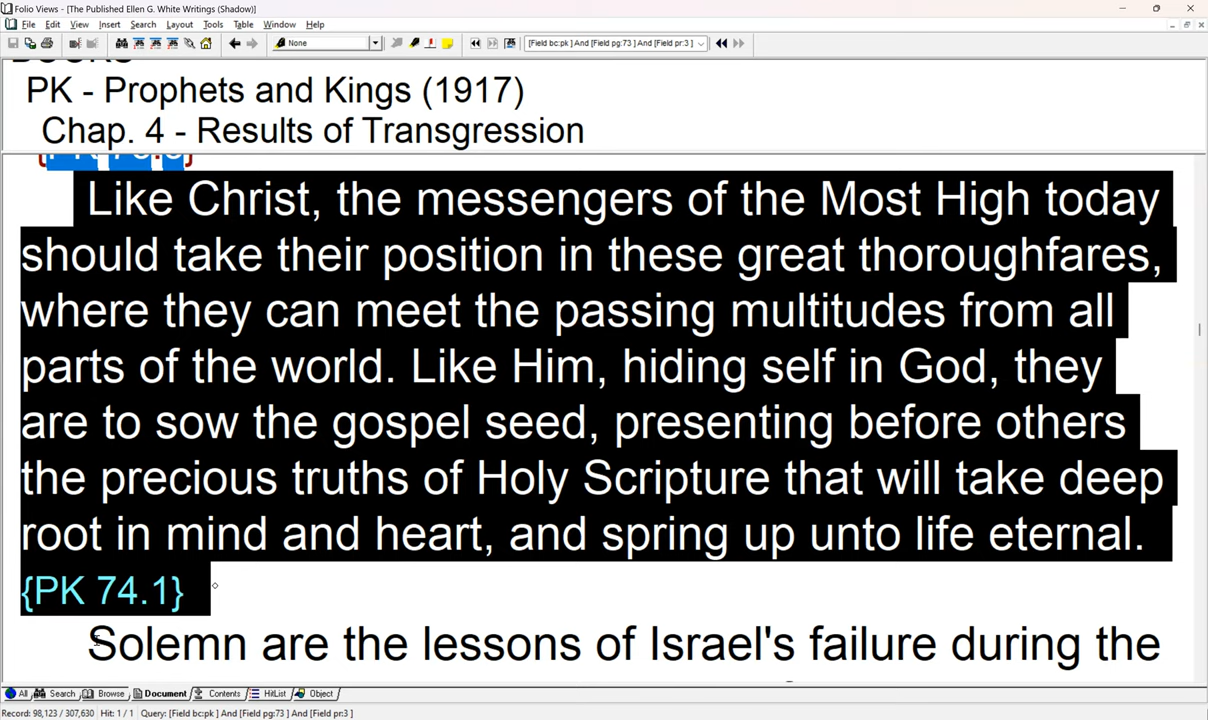 Folio Views - [The Published Ellen G. White Writings (Shadow)]
File Edit View Insert Search Layout Tools Table Window Help
None
[Field bc:pk ] And [Field pg:73 ] And [Field pr:3 ]
BOOKS
PK - Prophets and Kings (1917)
Chap. 4 - Results of Transgression
Like Christ, the messengers of the Most High today
should take their position in these great thoroughfares,
where they can meet the passing multitudes from all
parts of the world. Like Him, hiding self in God, they
are to sow the gospel seed, presenting before others
the precious truths of Holy Scripture that will take deep
root in mind and heart, and spring up unto life eternal.
{PK 74.1}
Solemn are the lessons of Israel's failure during the
All Search Browse Document Contents HitList Object
Record: 98,123 / 307,630 Hit: 1 / 1 Query: [Field bc:pk ] And [Field pg:73 ] And [Field pr:3 ]